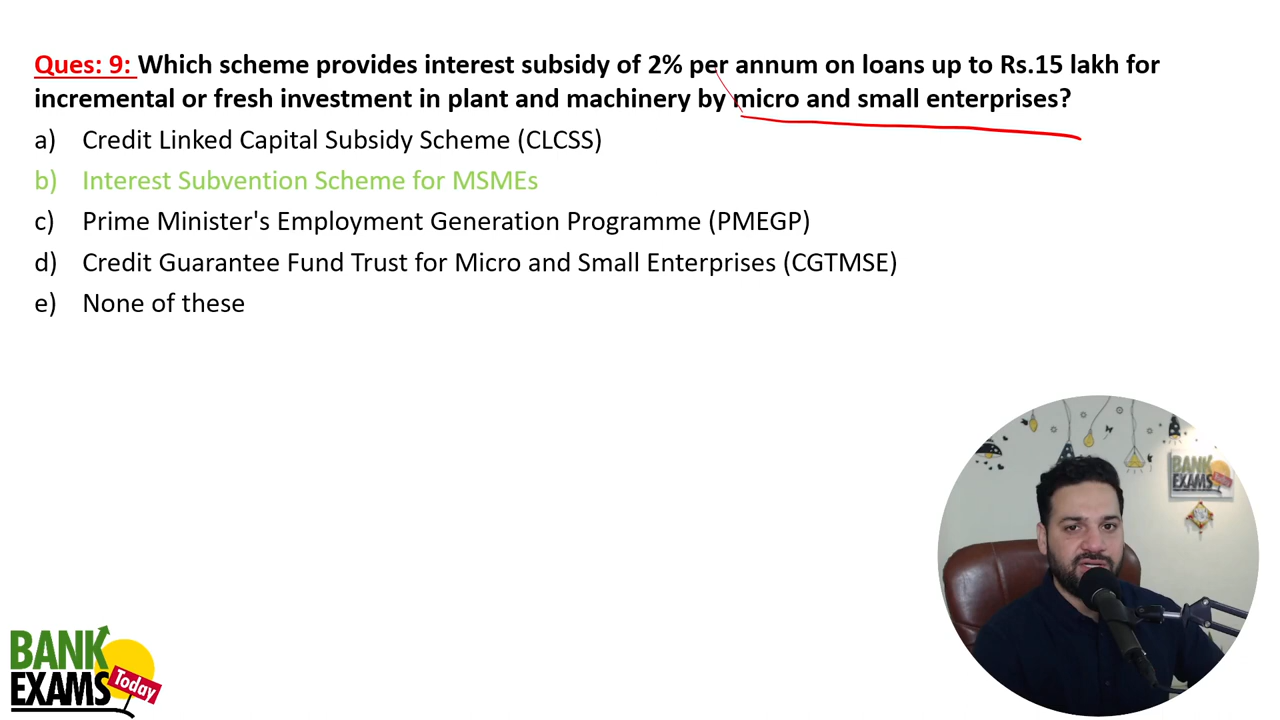 Ques: 9: Which scheme provides interest subsidy of 2% per annum on loans up to Rs.15 lakh for
incremental or fresh investment in plant and machinery by micro and small enterprises?
a) Credit Linked Capital Subsidy Scheme (CLCSS)
b) Interest Subvention Scheme for MSMEs
c) Prime Minister's Employment Generation Programme (PMEGP)
d) Credit Guarantee Fund Trust for Micro and Small Enterprises (CGTMSE)
e) None of these
BANK
EXAMS
Today
BANK
EXAMS
Today